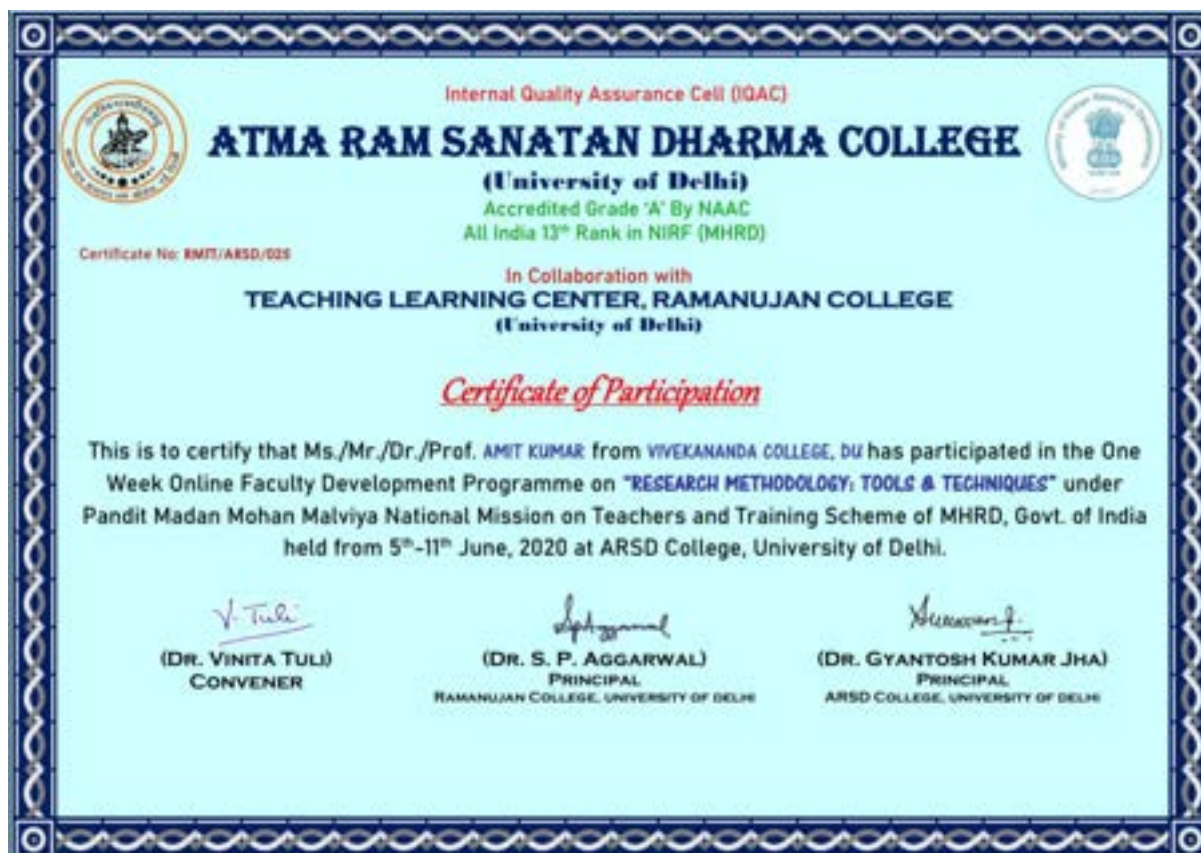 Internal Quality Assurance Cell (IQAC)
ATMA RAM SANATAN DHARMA COLLEGE
(University of Delhi)
Accredited Grade 'A' By NAAC
All India 13th Rank in NIRF (MHRD)
Certificate No: RMTT/ARSD/025
In Collaboration with
TEACHING LEARNING CENTER, RAMANUJAN COLLEGE
(University of Delhi)
Certificate of Participation
This is to certify that Ms./Mr./Dr./Prof. AMIT KUMAR from VIVEKANANDA COLLEGE, DU has participated in the One
Week Online Faculty Development Programme on "RESEARCH METHODOLOGY: TOOLS & TECHNIQUES" under
Pandit Madan Mohan Malviya National Mission on Teachers and Training Scheme of MHRD, Govt. of India
held from 5th-11th June, 2020 at ARSD College, University of Delhi.
V. Tuli
(DR. VINITA TULI)
CONVENER
(DR. S. P. AGGARWAL)
PRINCIPAL
RAMANUJAN COLLEGE, UNIVERSITY OF DELHI
(DR. GYANTOSH KUMAR JHA)
PRINCIPAL
ARSD COLLEGE, UNIVERSITY OF DELHI